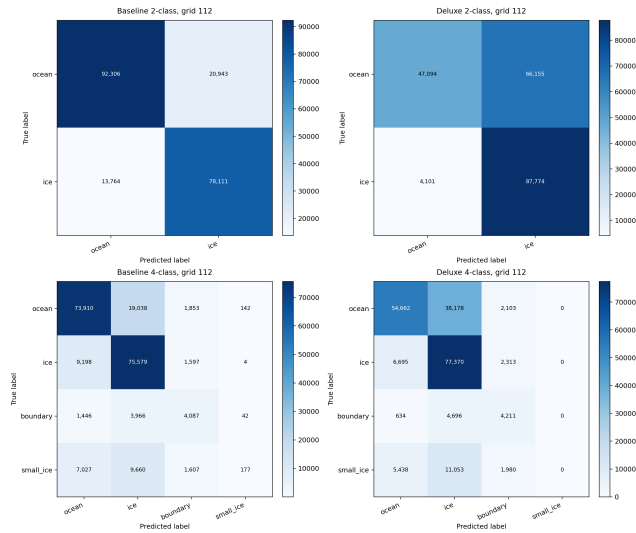 Baseline 2-class, grid 112
ocean
92,306
20,943
ice
13,764
78,111
ocean
ice
Predicted label
True label
90000
80000
70000
60000
50000
40000
30000
20000
Deluxe 2-class, grid 112
ocean
47,094
66,155
ice
4,101
87,774
ocean
ice
Predicted label
True label
80000
70000
60000
50000
40000
30000
20000
10000
Baseline 4-class, grid 112
ocean
73,910
19,038
1,853
142
ice
9,198
75,579
1,597
4
boundary
1,446
3,966
4,087
42
small_ice
7,027
9,660
1,607
177
ocean
ice
boundary
small_ice
Predicted label
True label
70000
60000
50000
40000
30000
20000
10000
Deluxe 4-class, grid 112
ocean
54,662
38,178
2,103
0
ice
6,695
77,370
2,313
0
boundary
634
4,696
4,211
0
small_ice
5,438
11,053
1,980
0
ocean
ice
boundary
small_ice
Predicted label
True label
70000
60000
50000
40000
30000
20000
10000
0